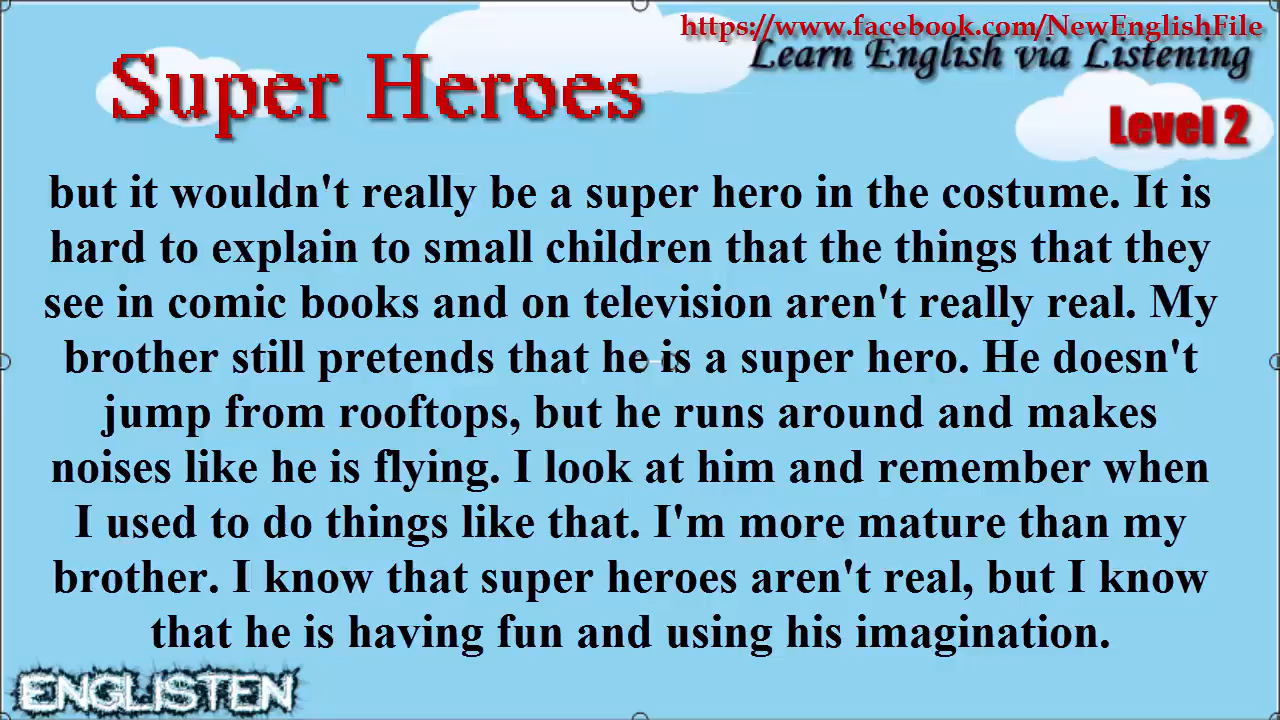 https://www.facebook.com/NewEnglishFile
Learn English via Listening
Super Heroes
Level 2
but it wouldn't really be a super hero in the costume. It is
hard to explain to small children that the things that they
see in comic books and on television aren't really real. My
brother still pretends that he is a super hero. He doesn't
jump from rooftops, but he runs around and makes
noises like he is flying. I look at him and remember when
I used to do things like that. I'm more mature than my
brother. I know that super heroes aren't real, but I know
that he is having fun and using his imagination.
ENGLISTEN